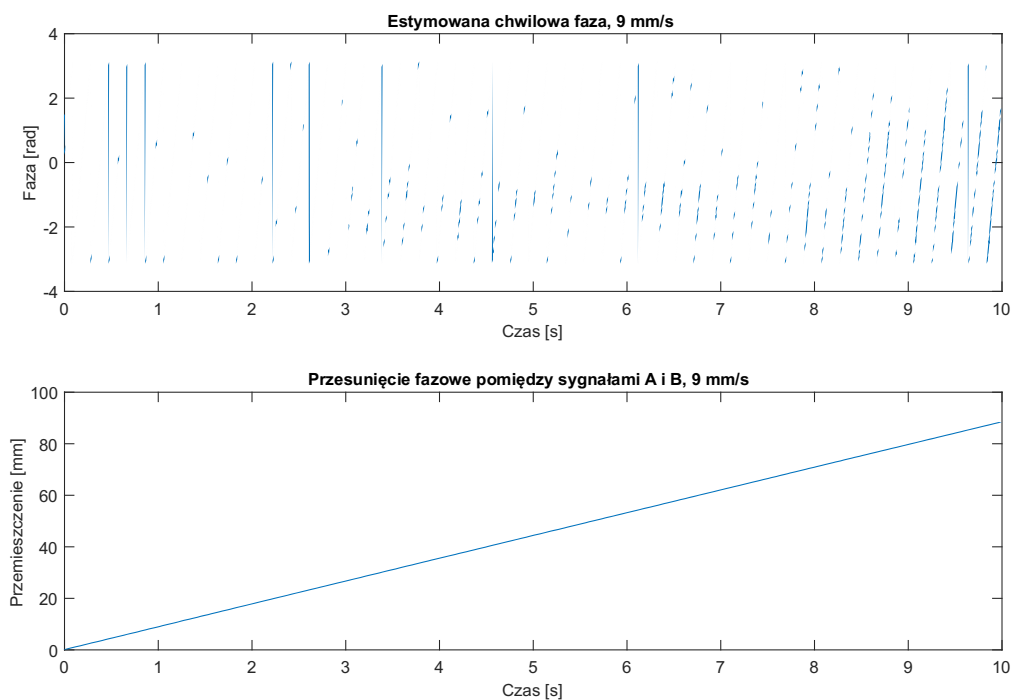 Estymowana chwilowa faza, 9 mm/s
4
2
0
-2
-4
Faza [rad]
0 1 2 3 4 5 6 7 8 9 10
Czas [s]
Przesunięcie fazowe pomiędzy sygnałami A i B, 9 mm/s
100
80
60
40
20
0
Przemieszczenie [mm]
0 1 2 3 4 5 6 7 8 9 10
Czas [s]